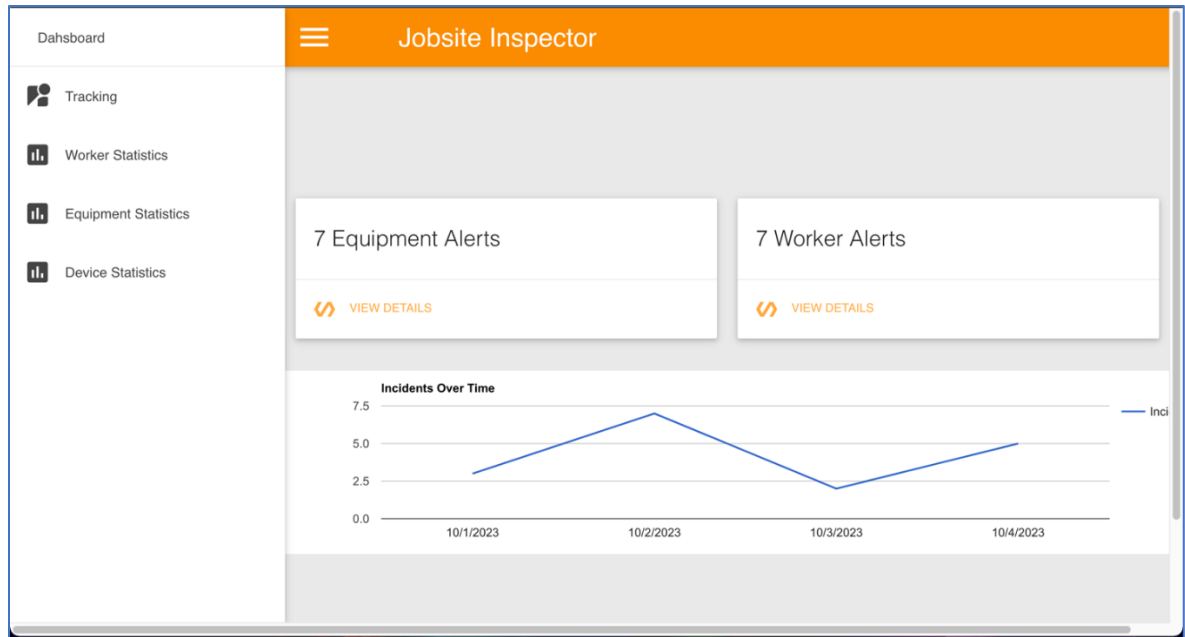 Dahsboard
Jobsite Inspector
Tracking
Worker Statistics
Equipment Statistics
Device Statistics
7 Equipment Alerts
VIEW DETAILS
7 Worker Alerts
VIEW DETAILS
Incidents Over Time
7.5
5.0
2.5
0.0
10/1/2023
10/2/2023
10/3/2023
10/4/2023
Inci